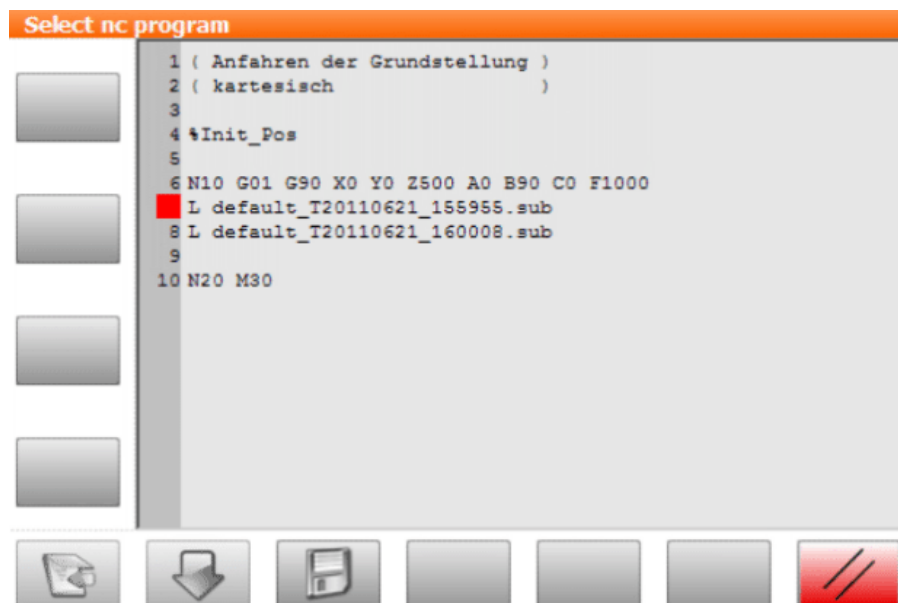 Select nc program
1 ( Anfahren der Grundstellung )
2 ( kartesisch )
3
4 %Init_Pos
5
6 N10 G01 G90 X0 Y0 Z500 A0 B90 C0 F1000
L default_T20110621_155955.sub
8 L default_T20110621_160008.sub
9
10 N20 M30